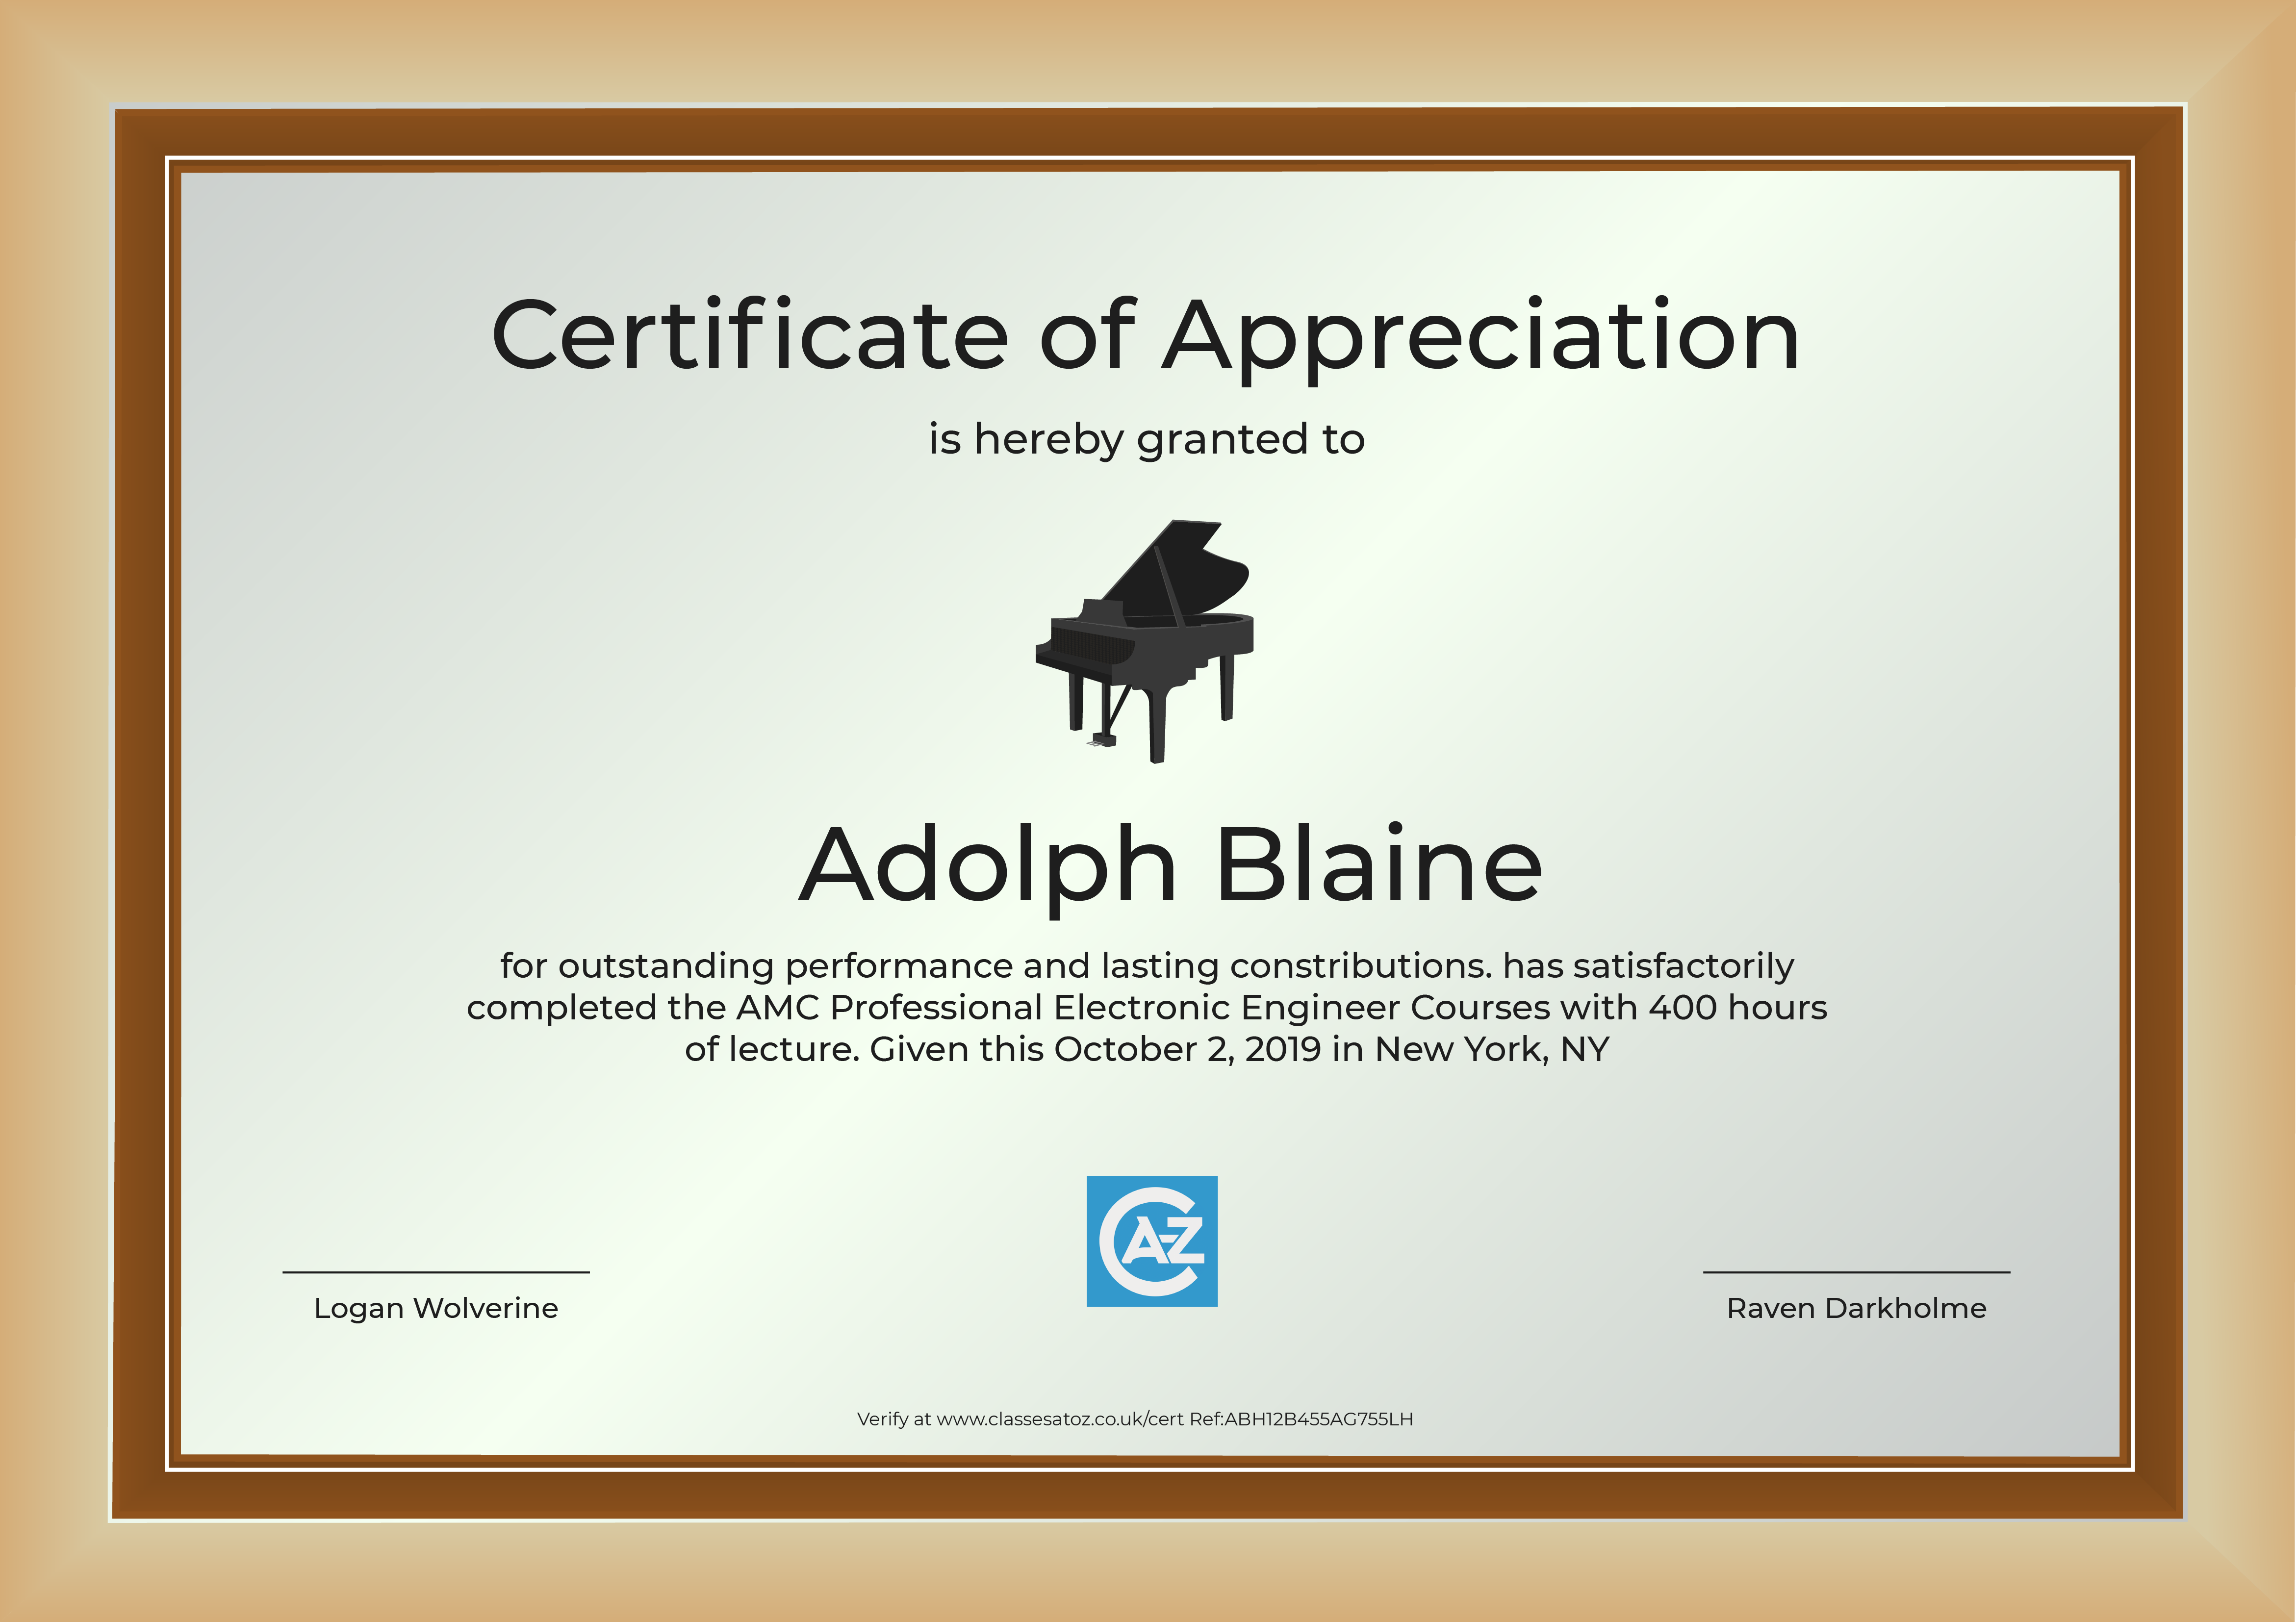 Certificate of Appreciation
is hereby granted to
Adolph Blaine
for outstanding performance and lasting constributions. has satisfactorily
completed the AMC Professional Electronic Engineer Courses with 400 hours
of lecture. Given this October 2, 2019 in New York, NY
C A-Z
Logan Wolverine
Raven Darkholme
Verify at www.classesatoz.co.uk/cert Ref:ABH12B455AG755LH